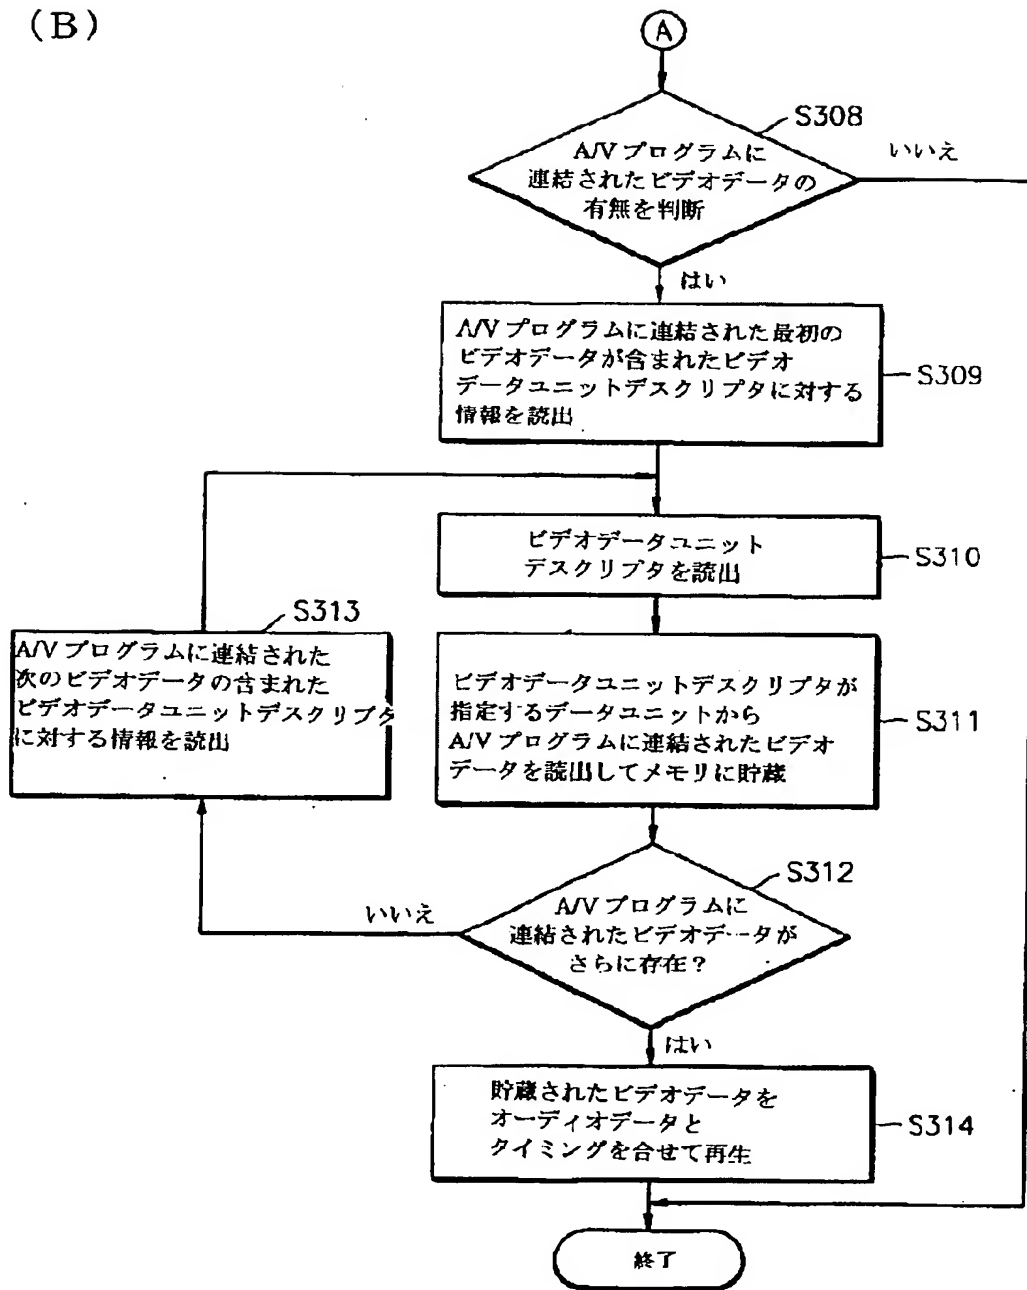 (B)
A
S308
A/Vプログラムに
連結されたビデオデータの
有無を判断
いいえ
はい
A/Vプログラムに連結された最初の
ビデオデータが含まれたビデオ
データユニットデスクリプタに対する
情報を読出
S309
ビデオデータユニット
デスクリプタを読出
S310
S313
A/Vプログラムに連結された
次のビデオデータの含まれた
ビデオデータユニットデスクリプタ
に対する情報を読出
ビデオデータユニットデスクリプタが
指定するデータユニットから
A/Vプログラムに連結されたビデオ
データを読出してメモリに貯蔵
S311
S312
A/Vプログラムに
連結されたビデオデータが
さらに存在?
いいえ
はい
貯蔵されたビデオデータを
オーディオデータと
タイミングを合せて再生
S314
終了